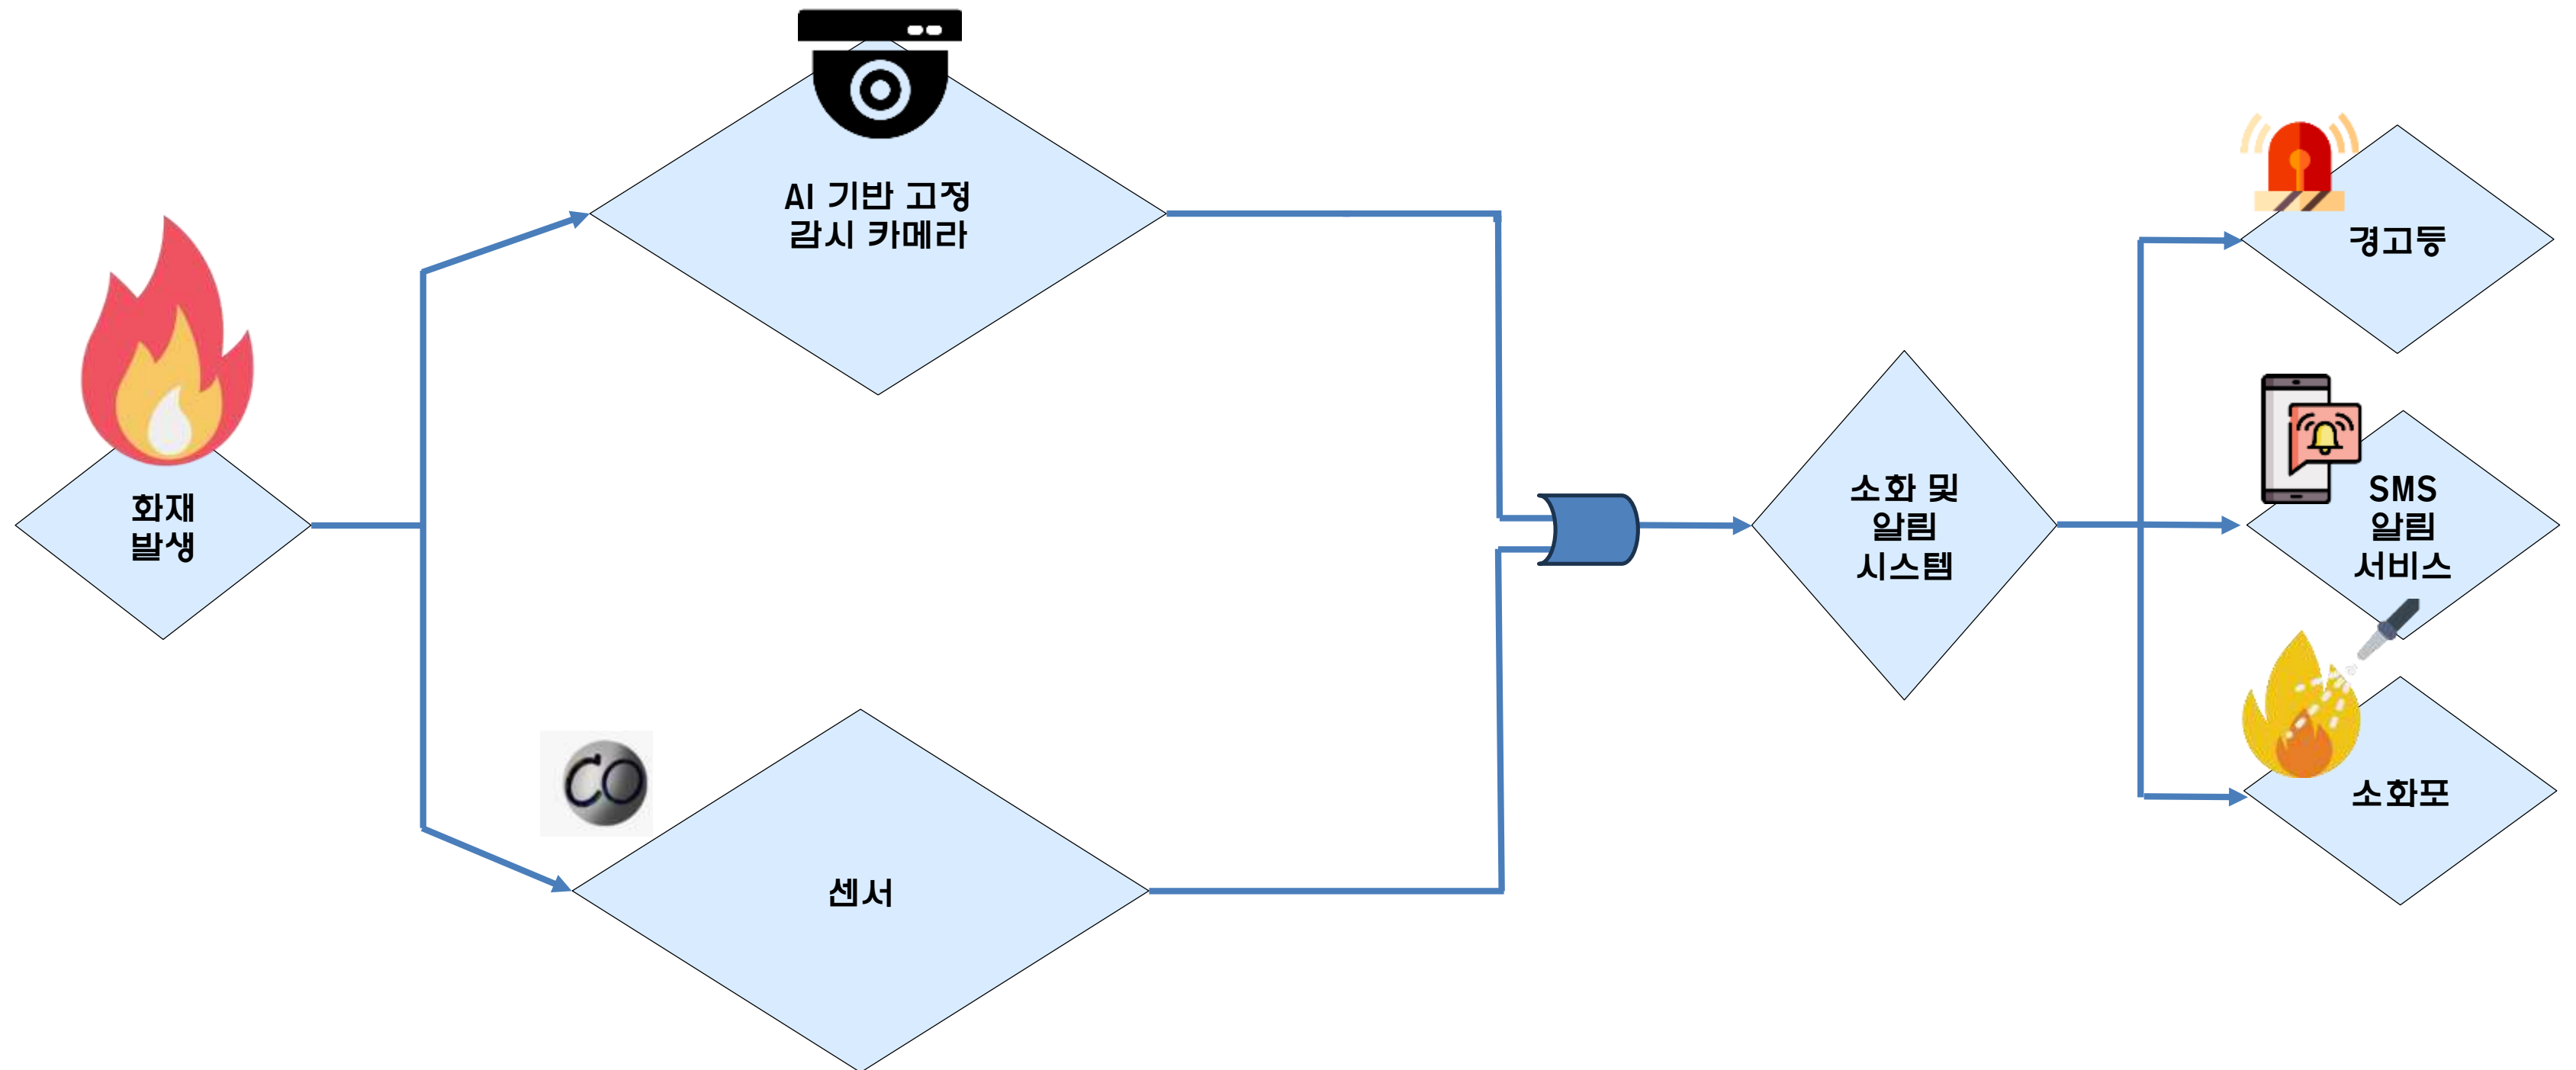 화재
발생
AI 기반 고정
감시 카메라
CO
센서
소화 및
알림
시스템
경고등
SMS
알림
서비스
소화포